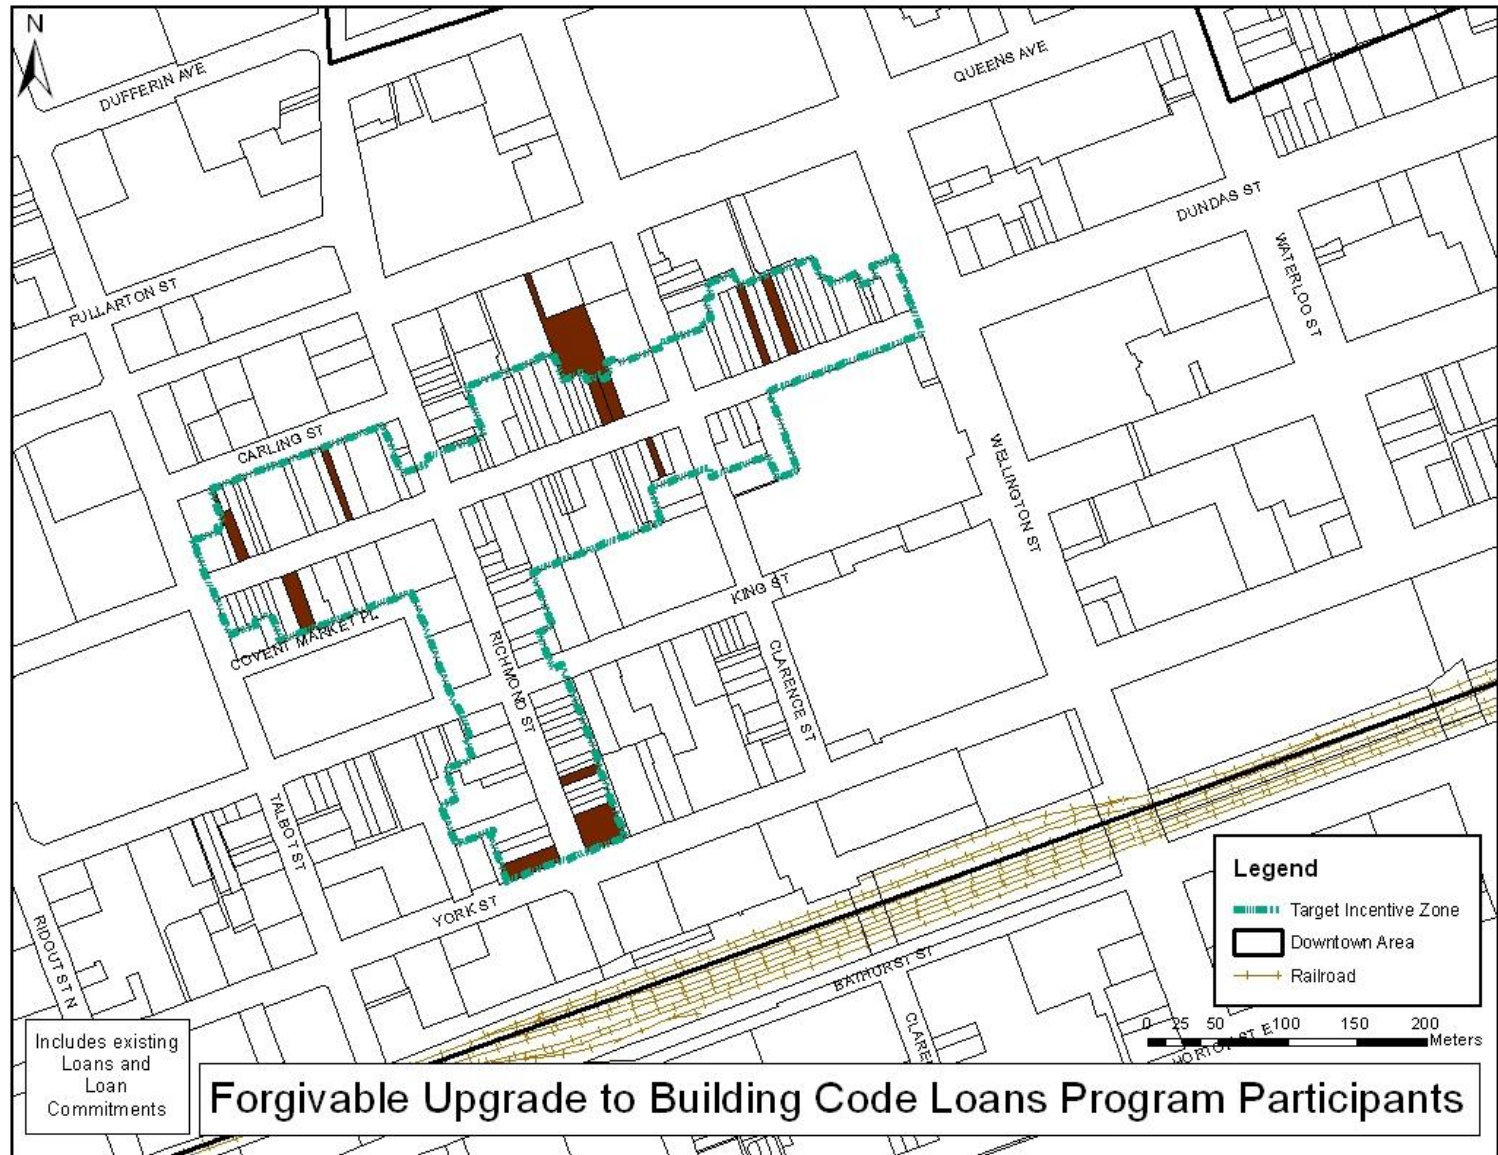 N
DUFFERIN AVE
QUEENS AVE
DUNDAS ST
WATERLOO ST
FULLARTON ST
CARLING ST
WELLINGTON ST
KING ST
COVENT MARKET PL
RICHMOND ST
CLARENCE ST
TALBOT ST
YORK ST
RIDOUT ST N
BATHURST ST
Legend
Target Incentive Zone
Downtown Area
Railroad
0 25 50 100 150 200
Meters
HORTON ST E
Includes existing
Loans and
Loan
Commitments
Forgivable Upgrade to Building Code Loans Program Participants